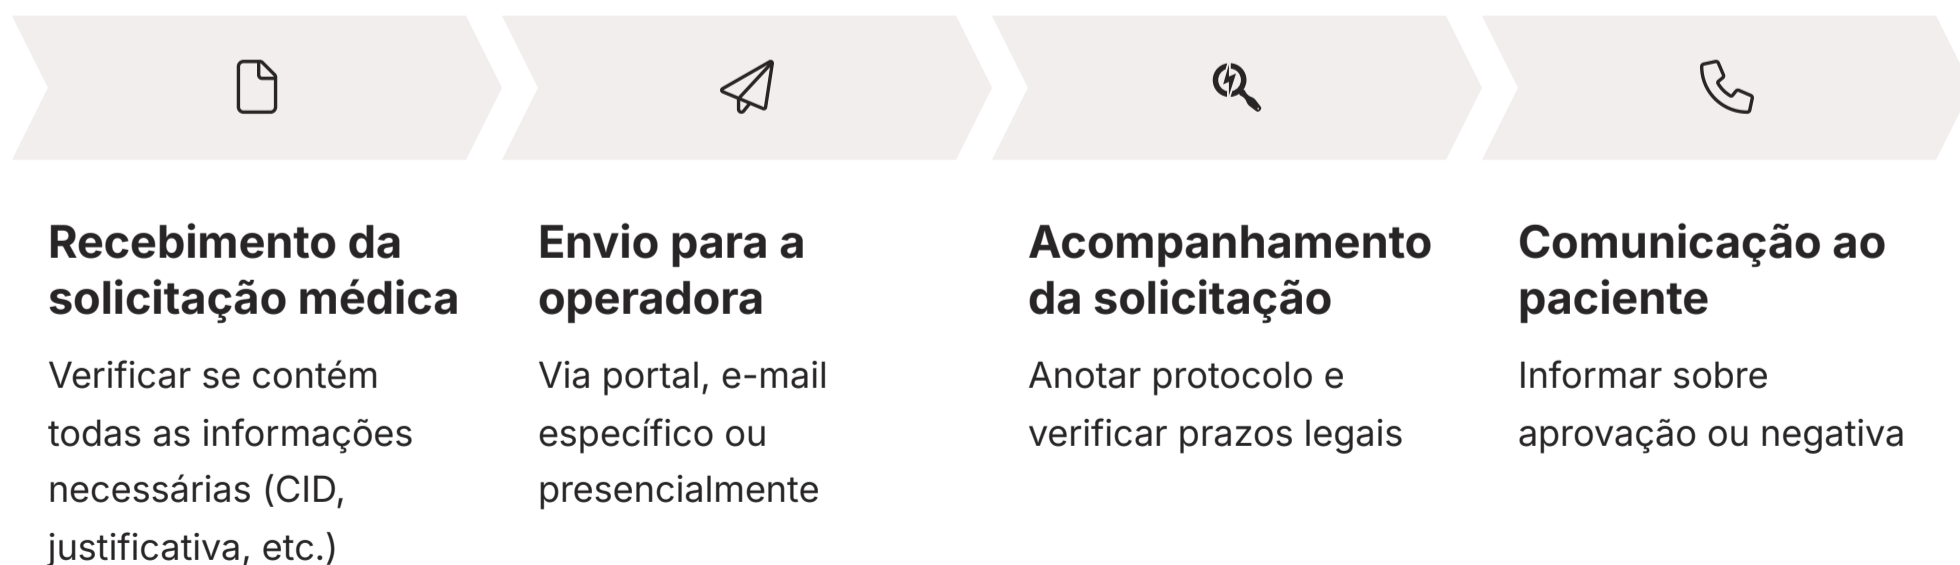 Recebimento da
solicitação médica
Verificar se contém
todas as informações
necessárias (CID,
justificativa, etc.)
Envio para a
operadora
Via portal, e-mail
específico ou
presencialmente
Acompanhamento
da solicitação
Anotar protocolo e
verificar prazos legais
Comunicação ao
paciente
Informar sobre
aprovação ou negativa